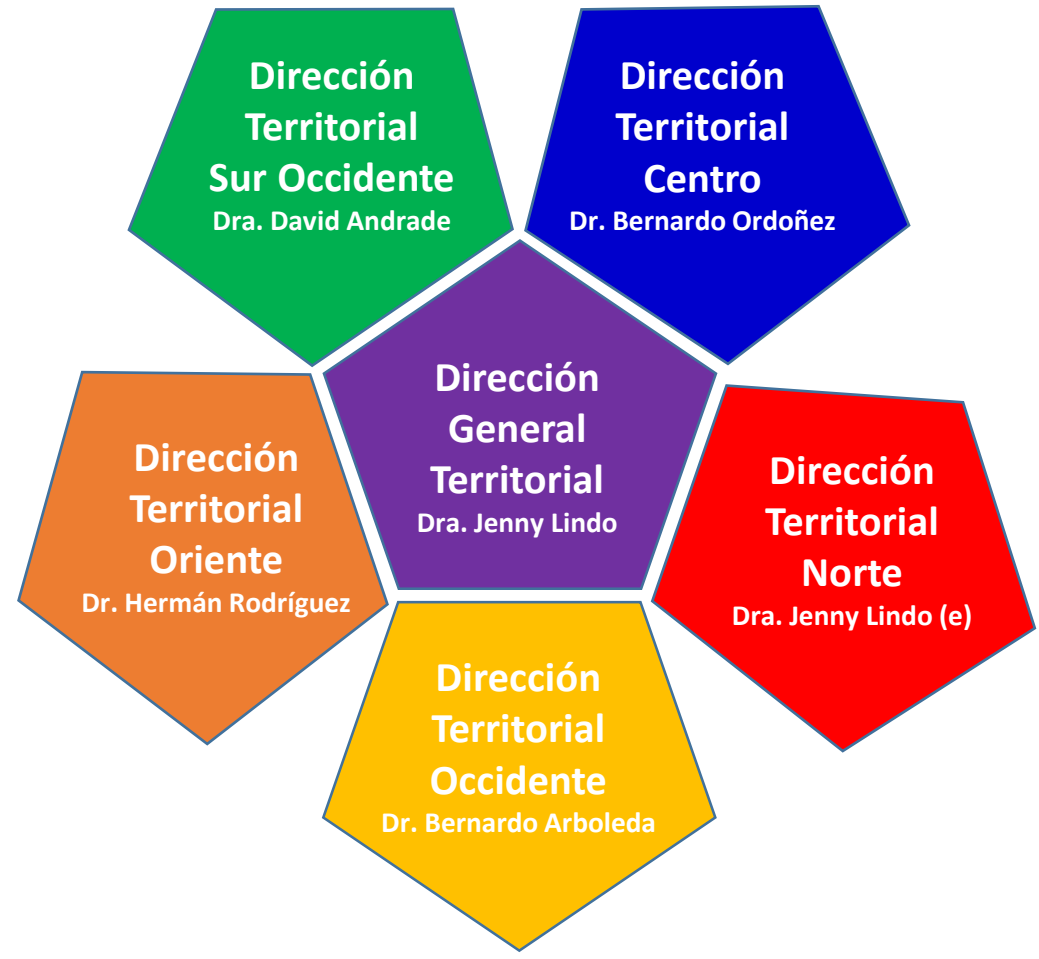 Dirección
Territorial
Sur Occidente
Dra. David Andrade
Dirección
Territorial
Centro
Dr. Bernardo Ordoñez
Dirección
General
Territorial
Dra. Jenny Lindo
Dirección
Territorial
Oriente
Dr. Hermán Rodríguez
Dirección
Territorial
Norte
Dra. Jenny Lindo (e)
Dirección
Territorial
Occidente
Dr. Bernardo Arboleda